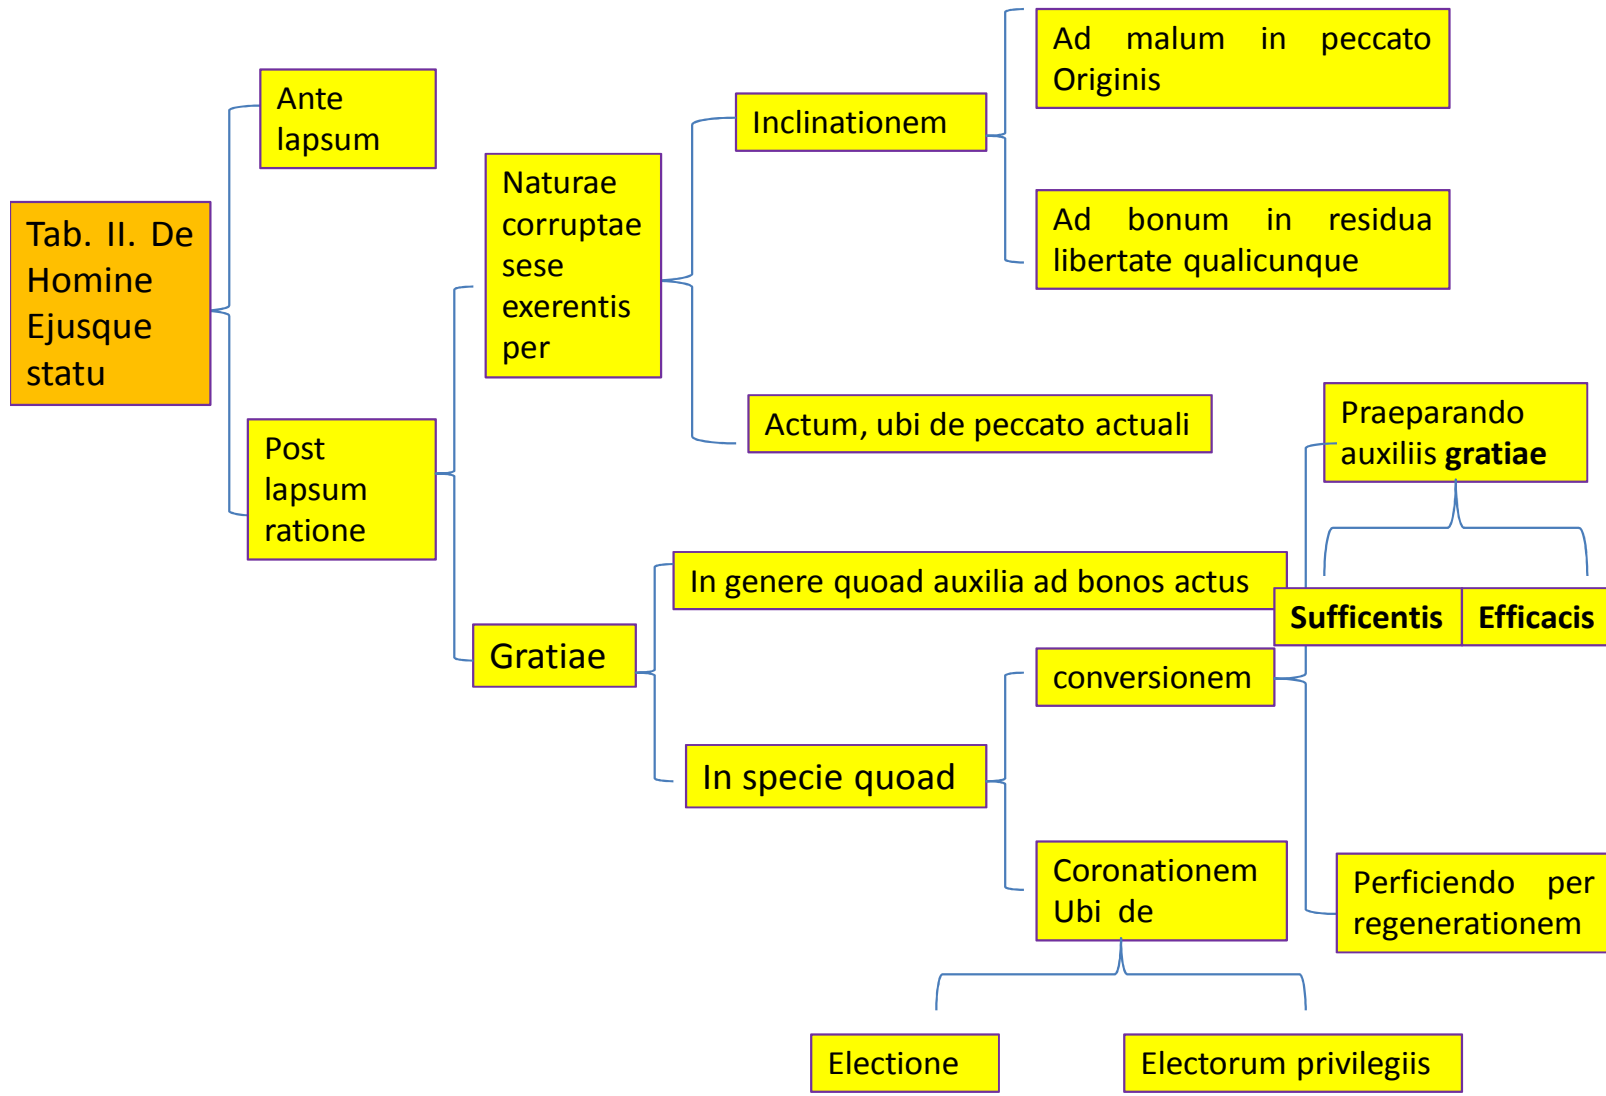 Tab. II. De
Homine
Ejusque
statu
Ante
lapsum
Post
lapsum
ratione
Naturae
corruptae
sese
exerentis
per
Inclinationem
Ad malum in peccato
Originis
Ad bonum in residua
libertate qualicunque
Actum, ubi de peccato actuali
Gratiae
In genere quoad auxilia ad bonos actus
In specie quoad
conversionem
Praeparando
auxiliis gratiae
Sufficentis
Efficacis
Perficiendo per
regenerationem
Coronationem
Ubi de
Electione
Electorum privilegiis